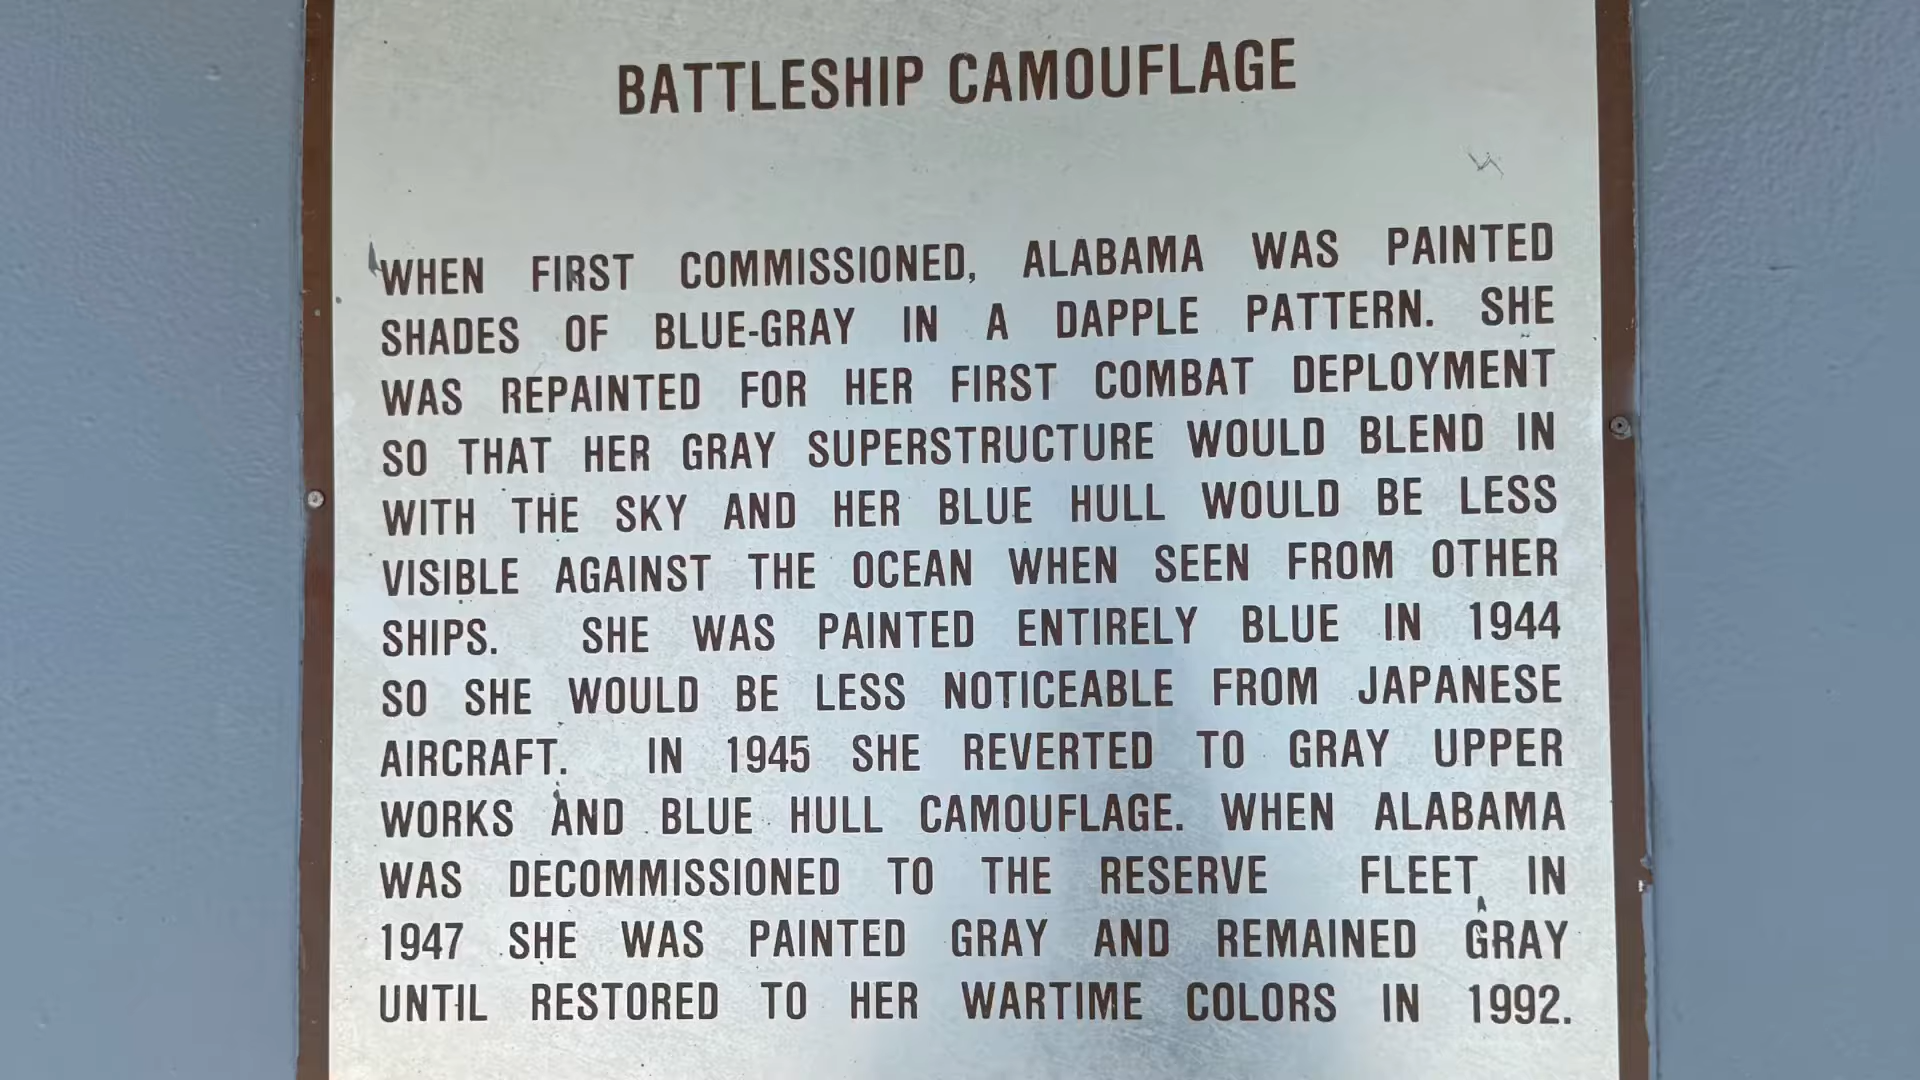 BATTLESHIP CAMOUFLAGE
WHEN FIRST COMMISSIONED, ALABAMA WAS PAINTED
SHADES OF BLUE-GRAY IN A DAPPLE PATTERN. SHE
WAS REPAINTED FOR HER FIRST COMBAT DEPLOYMENT
SO THAT HER GRAY SUPERSTRUCTURE WOULD BLEND IN
WITH THE SKY AND HER BLUE HULL WOULD BE LESS
VISIBLE AGAINST THE OCEAN WHEN SEEN FROM OTHER
SHIPS. SHE WAS PAINTED ENTIRELY BLUE IN 1944
SO SHE WOULD BE LESS NOTICEABLE FROM JAPANESE
AIRCRAFT. IN 1945 SHE REVERTED TO GRAY UPPER
WORKS AND BLUE HULL CAMOUFLAGE. WHEN ALABAMA
WAS DECOMMISSIONED TO THE RESERVE FLEET IN
1947 SHE WAS PAINTED GRAY AND REMAINED GRAY
UNTIL RESTORED TO HER WARTIME COLORS IN 1992.